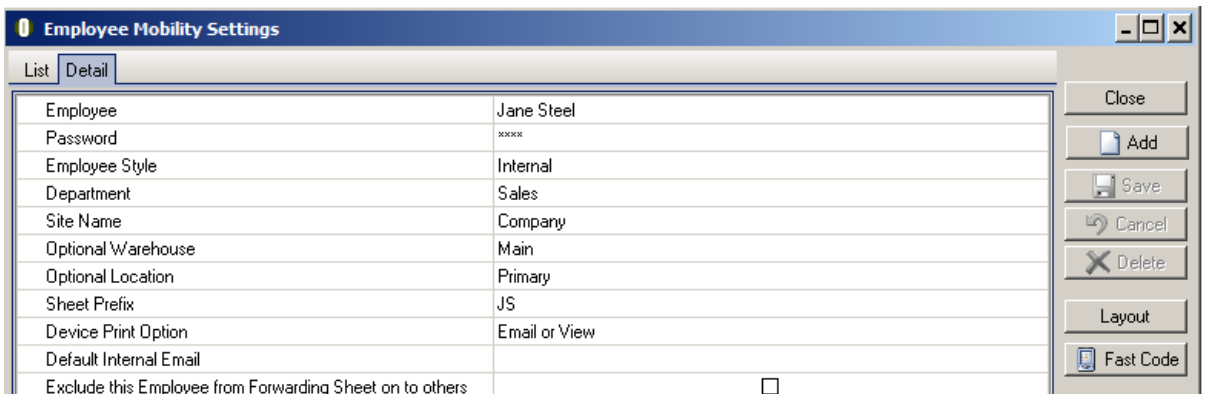 Employee Mobility Settings
List Detail
Employee Jane Steel
Password ****
Employee Style Internal
Department Sales
Site Name Company
Optional Warehouse Main
Optional Location Primary
Sheet Prefix JS
Device Print Option Email or View
Default Internal Email
Exclude this Employee from Forwarding Sheet on to others
Close
Add
Save
Cancel
Delete
Layout
Fast Code